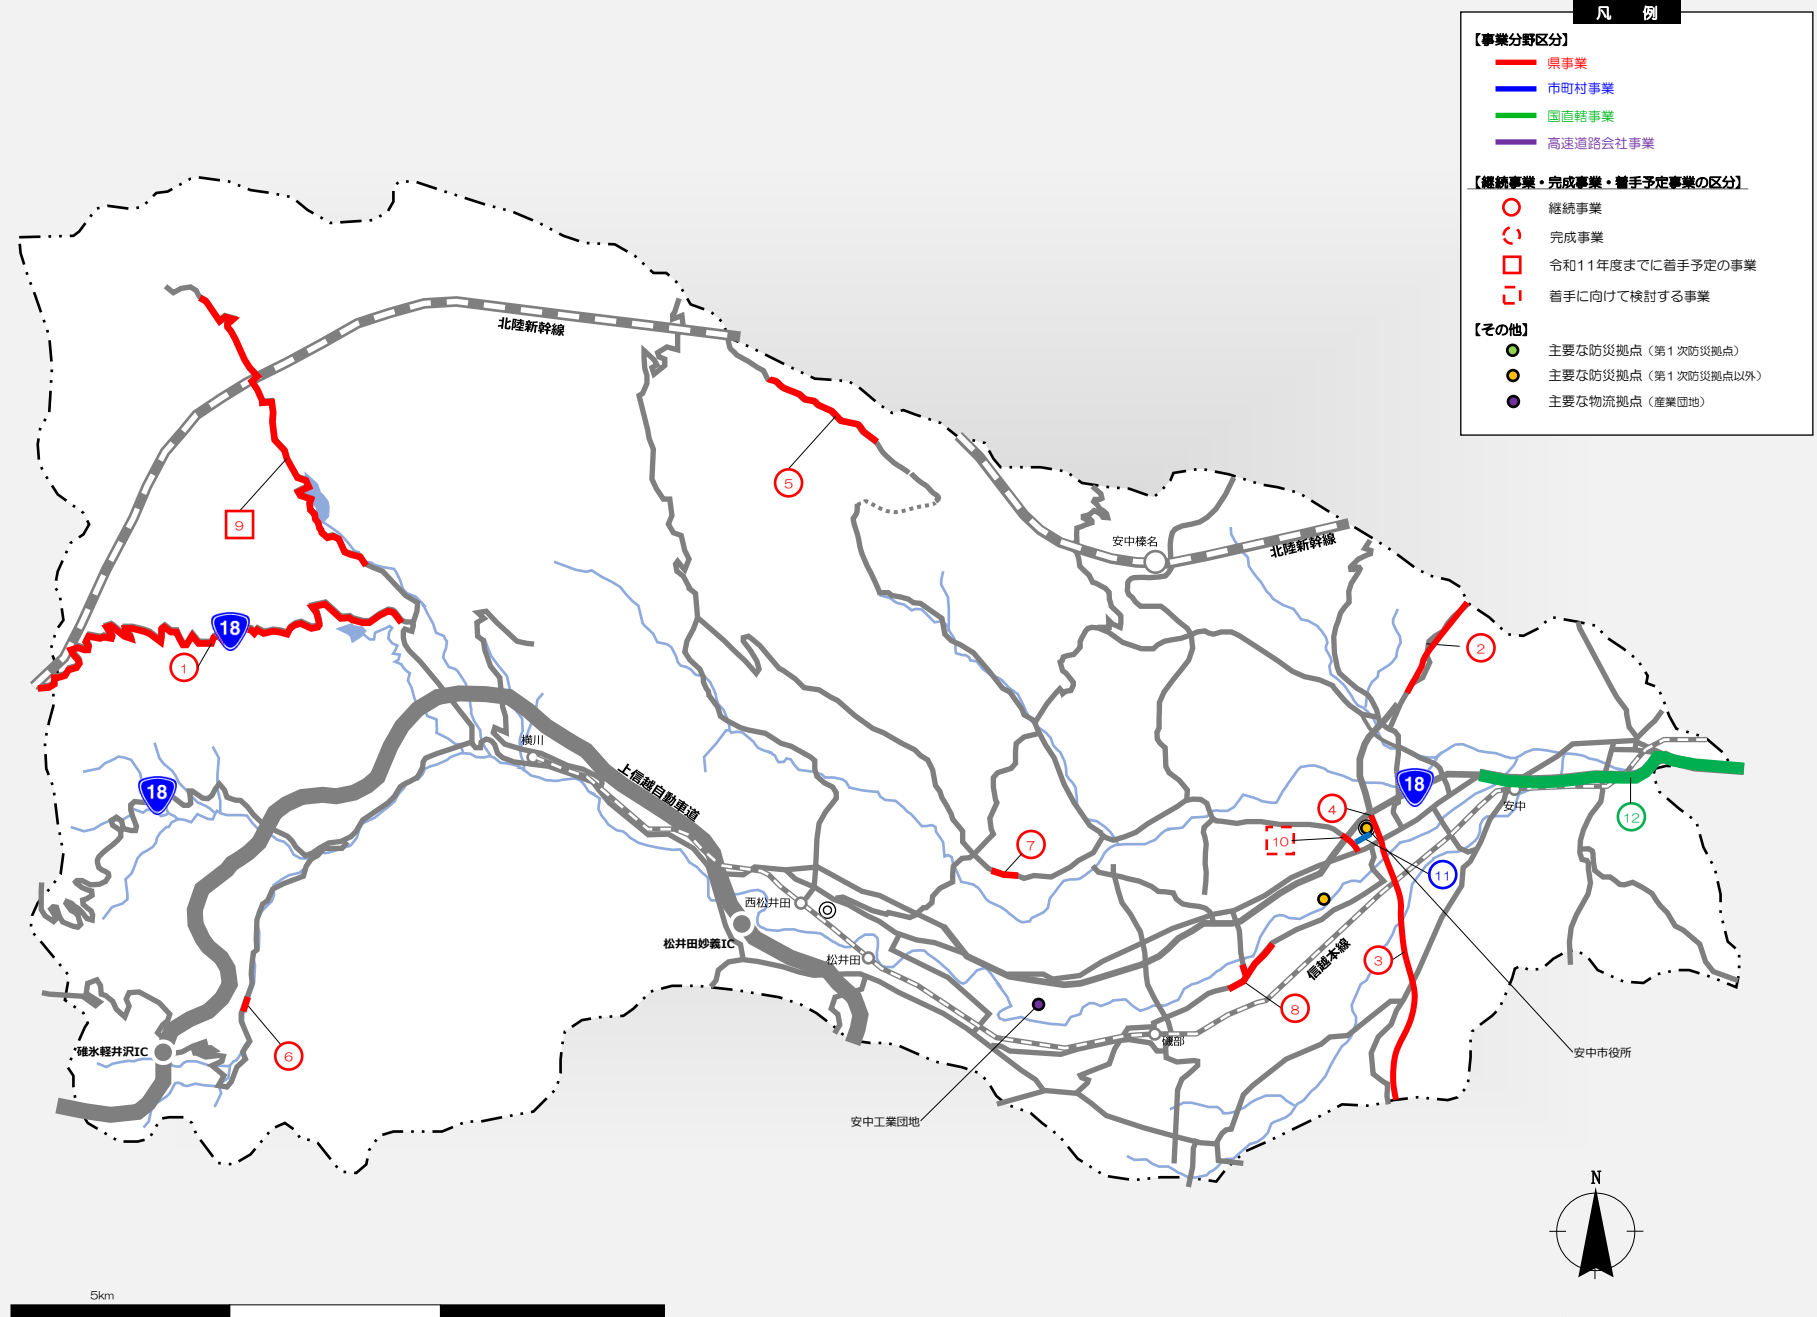 凡　例
【事業分野区分】
県事業
市町村事業
国直轄事業
高速道路会社事業
【継続事業・完成事業・着手予定事業の区分】
継続事業
完成事業
令和11年度までに着手予定の事業
着手に向けて検討する事業
【その他】
主要な防災拠点（第１次防災拠点）
主要な防災拠点（第１次防災拠点以外）
主要な物流拠点（産業団地）
北陸新幹線
5
9
安中榛名
北陸新幹線
18
1
2
横川
上信越自動車道
18
18
4
安中
12
10
7
11
西松井田
松井田妙義IC
松井田
信越本線
3
8
磯部
6
碓氷軽井沢IC
安中市役所
安中工業団地
N
5km